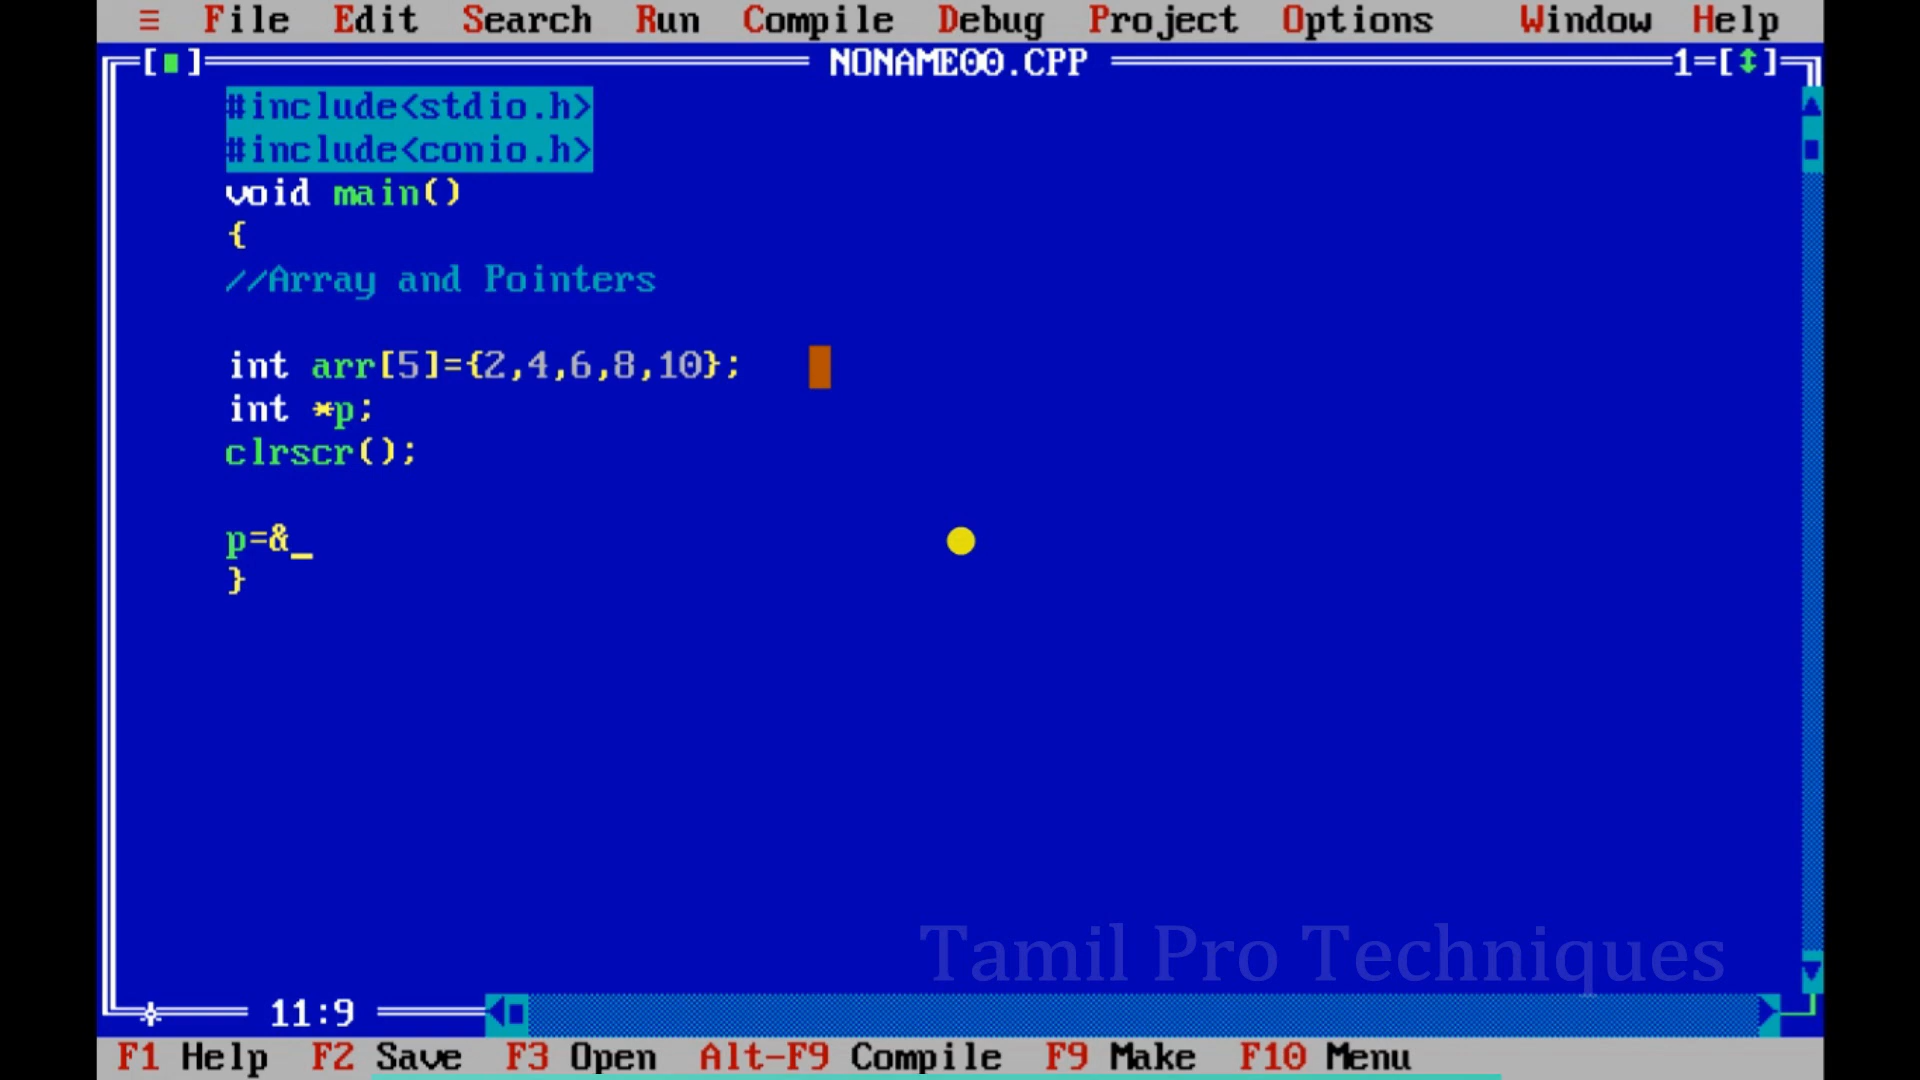 ≡ File Edit Search Run Compile Debug Project Options Window Help
[■] NONAME00.CPP 1=[↕]
#include<stdio.h>
#include<conio.h>
void main()
{
//Array and Pointers
int arr[5]={2,4,6,8,10};
int *p;
clrscr();
p=&_
}
Tamil Pro Techniques
11:9
F1 Help F2 Save F3 Open Alt-F9 Compile F9 Make F10 Menu